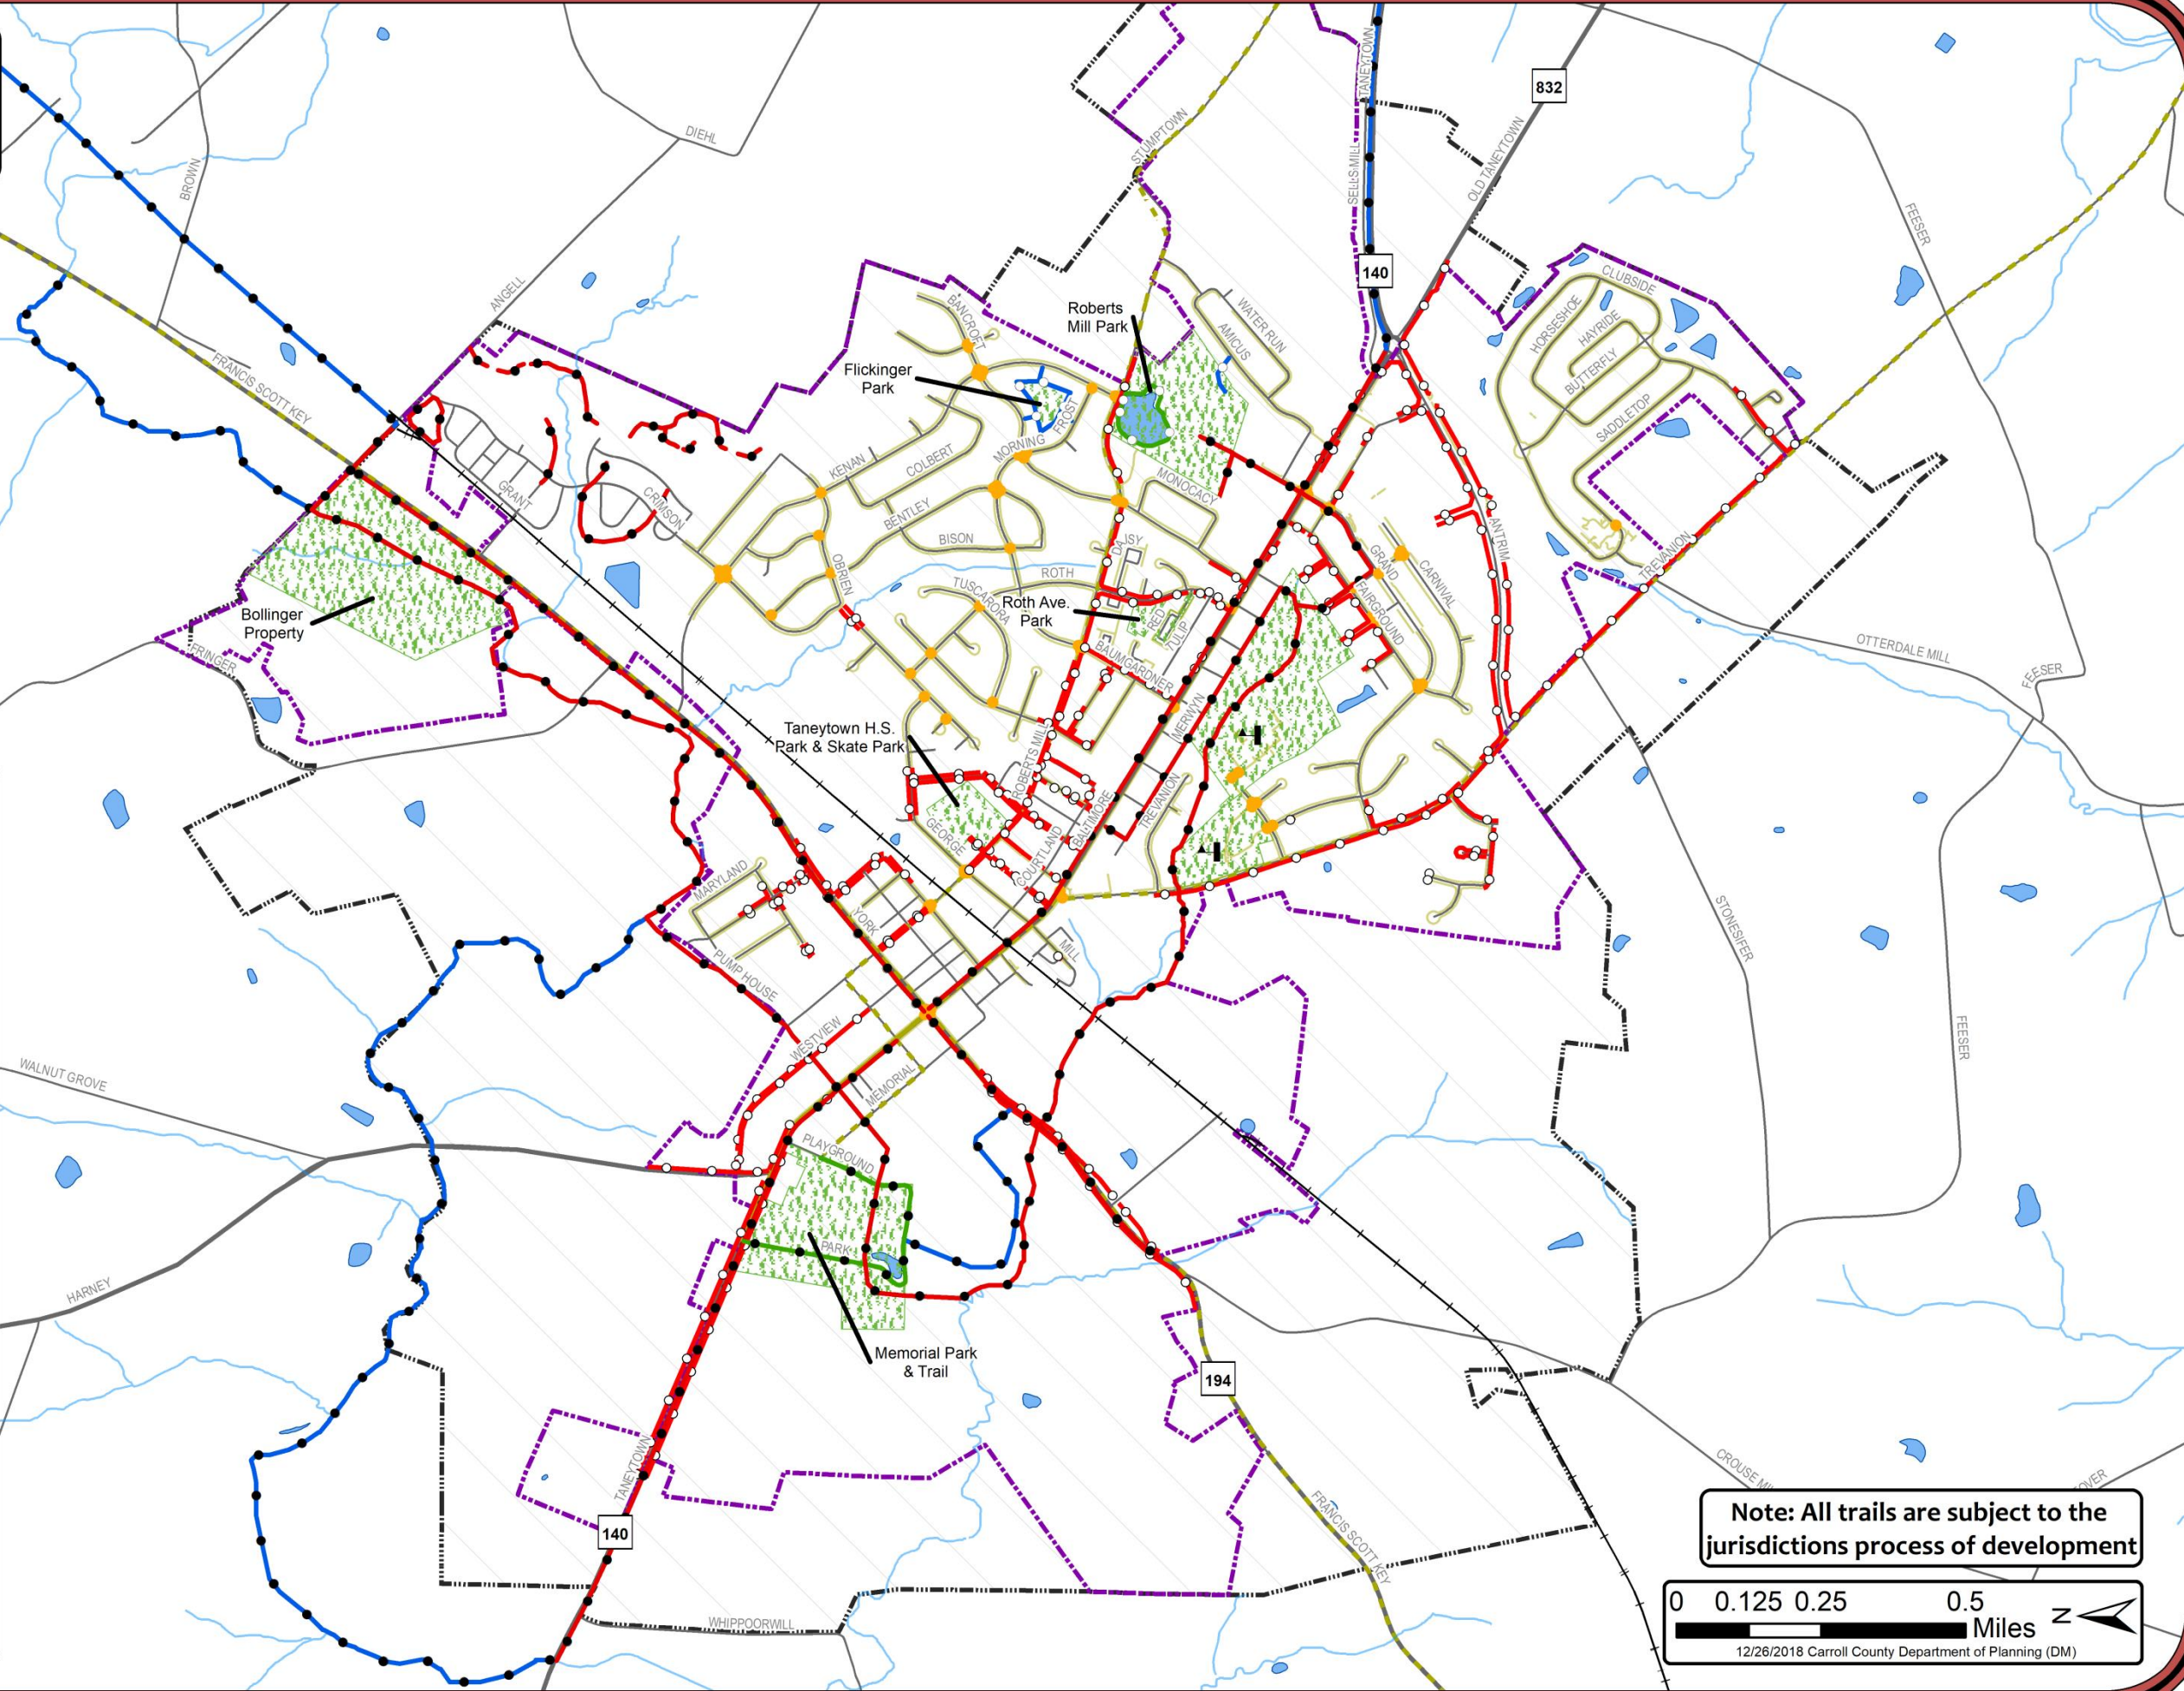 832
SELLS MILL
TANEYTOWN
OLD TANEYTOWN
STUMPTOWN
DIEHL
BROWN
ANGELL
FRANCIS SCOTT KEY
FEESER
140
CLUBSIDE
HORSESHOE
HAYRIDE
BUTTERFLY
SADDLETOP
WATER RUN
AMICUS
BANCROFT
Roberts
Mill Park
Flickinger
Park
FROST
MORNING
KENAN
COLBERT
BENTLEY
MONOCACY
GRANT
CRIMSON
BISON
OBRIEN
ROTH
DAISY
TUSCARORA
Roth Ave.
Park
REID
TULIP
BAUMGARDNER
GRAND
CARNIVAL
FAIRGROUND
ANTRIM
TREVANION
OTTERDALE MILL
FEESER
Bollinger
Property
FRINGER
Taneytown H.S.
Park & Skate Park
ROBERTS MILL
MERWYN
TREVANION
GEORGE
COURTLAND
BALTIMORE
MARYLAND
YORK
MILL
PUMP HOUSE
WESTVIEW
MEMORIAL
STONESIFER
FEESER
WALNUT GROVE
HARNEY
PLAYGROUND
PARK
Memorial Park
& Trail
194
TANEYTOWN
140
FRANCIS SCOTT KEY
WHIPPOORWILL
CROUSE MI
OVER
Note: All trails are subject to the
jurisdictions process of development
0 0.125 0.25 0.5
Miles
N
12/26/2018 Carroll County Department of Planning (DM)